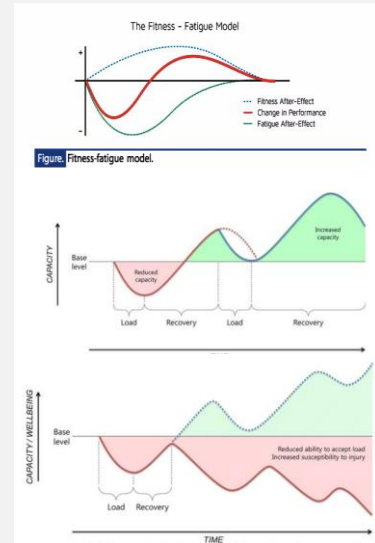 The Fitness – Fatigue Model
+
–
Fitness After-Effect
Change in Performance
Fatigue After-Effect
Figure. Fitness-fatigue model.
CAPACITY
Base
level
Reduced
capacity
Increased
capacity
Load
Recovery
Load
Recovery
CAPACITY / WELLBEING
Base
level
Reduced ability to accept load
Increased susceptibility to injury
Load
Recovery
TIME